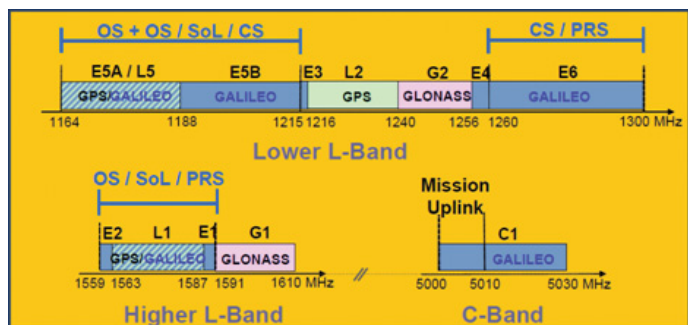 OS + OS / SoL / CS CS / PRS
E5A / L5 E5B E3 L2 G2 E4 E6
GPS/GALILEO GALILEO GPS GLONASS GALILEO
1164 1188 1215 1216 1240 1256 1260 1300 MHz
Lower L-Band
OS / SoL / PRS
Mission
Uplink
E2 L1 E1 G1 C1
GPS/GALILEO GLONASS GALILEO
1559 1563 1587 1591 1610 MHz // 5000 5010 5030 MHz
Higher L-Band C-Band